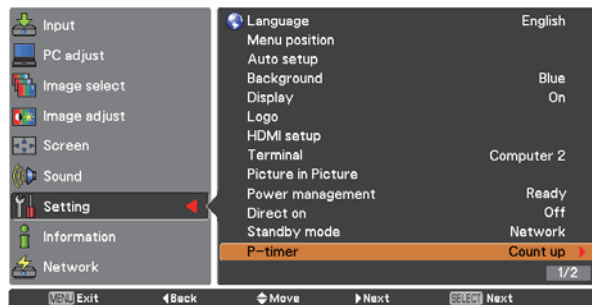 Input
PC adjust
Image select
Image adjust
Screen
Sound
Setting
Information
Network
Language English
Menu position
Auto setup
Background Blue
Display On
Logo
HDMI setup
Terminal Computer 2
Picture in Picture
Power management Ready
Direct on Off
Standby mode Network
P-timer Count up
1/2
MENU Exit Back Move Next SELECT Next